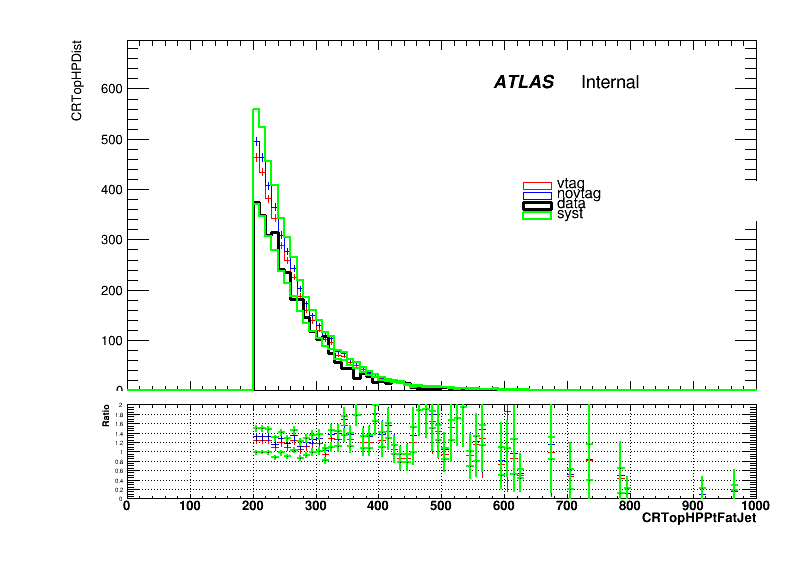 CRTopHPDist
600
500
400
300
200
100
0
ATLAS Internal
vtag
novtag
data
syst
Ratio
2
1.8
1.6
1.4
1.2
1
0.8
0.6
0.4
0.2
0
0 100 200 300 400 500 600 700 800 900 1000
CRTopHPPtFatJet